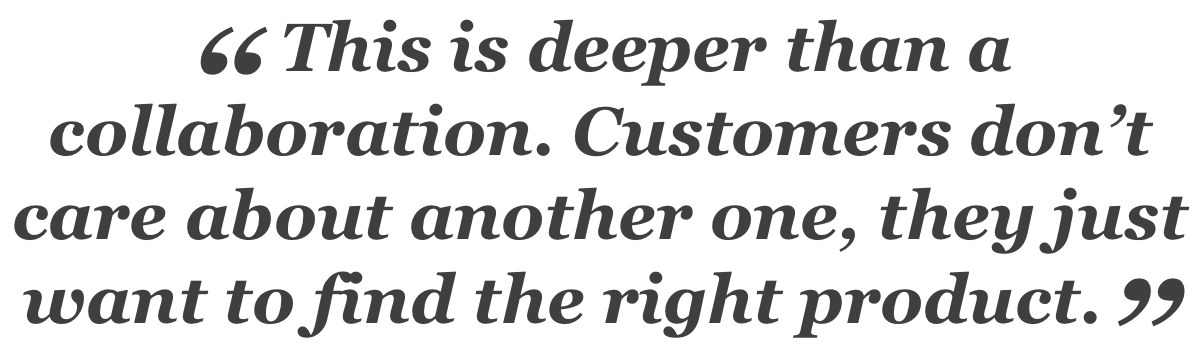 “ This is deeper than a
collaboration. Customers don’t
care about another one, they just
want to find the right product. ”